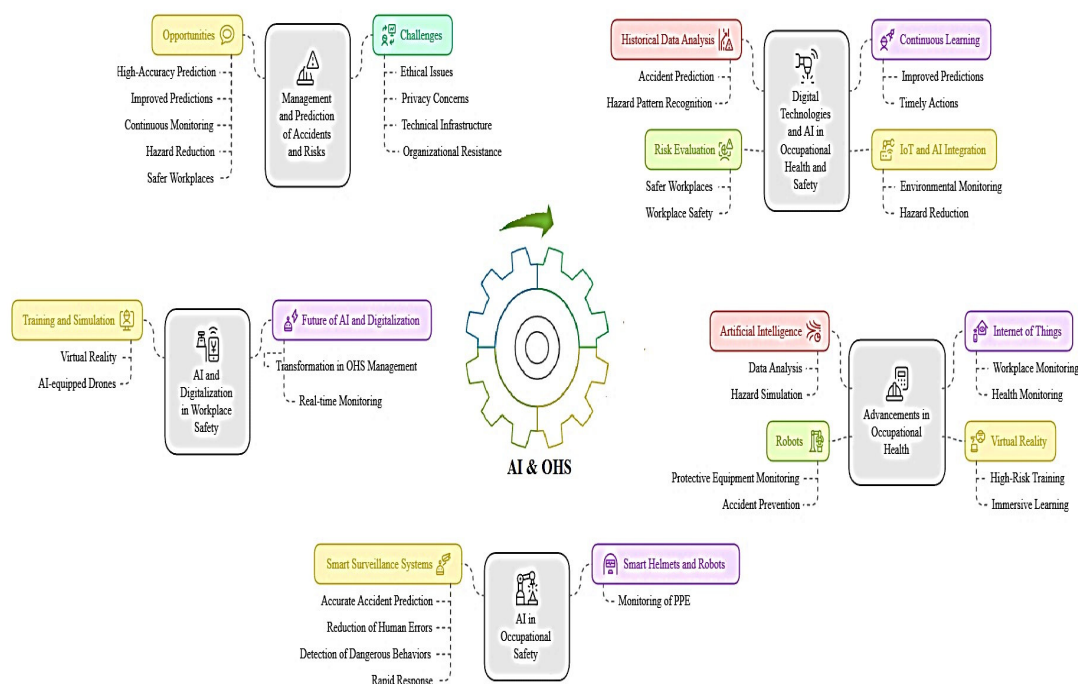 Opportunities
High-Accuracy Prediction
Improved Predictions
Continuous Monitoring
Hazard Reduction
Safer Workplaces
Management
and Prediction
of Accidents
and Risks
Challenges
Ethical Issues
Privacy Concerns
Technical Infrastructure
Organizational Resistance
Historical Data Analysis
Accident Prediction
Hazard Pattern Recognition
Risk Evaluation
Safer Workplaces
Workplace Safety
Digital
Technologies
and AI in
Occupational
Health and
Safety
Continuous Learning
Improved Predictions
Timely Actions
IoT and AI Integration
Environmental Monitoring
Hazard Reduction
Training and Simulation
Virtual Reality
AI-equipped Drones
AI and
Digitalization
in Workplace
Safety
Future of AI and Digitalization
Transformation in OHS Management
Real-time Monitoring
AI & OHS
Artificial Intelligence
Data Analysis
Hazard Simulation
Robots
Protective Equipment Monitoring
Accident Prevention
Advancements in
Occupational
Health
Internet of Things
Workplace Monitoring
Health Monitoring
Virtual Reality
High-Risk Training
Immersive Learning
Smart Surveillance Systems
Accurate Accident Prediction
Reduction of Human Errors
Detection of Dangerous Behaviors
Rapid Response
AI in
Occupational
Safety
Smart Helmets and Robots
Monitoring of PPE